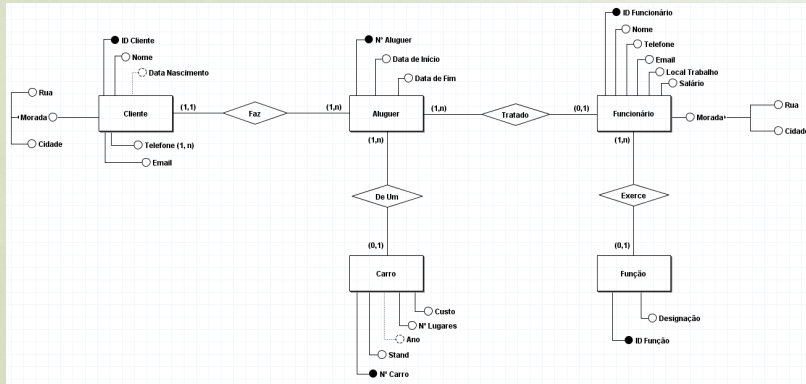 ID Cliente
Nome
Data Nascimento
Rua
Morada
Cidade
Cliente
Telefone (1, n)
Email
(1,1)
Faz
(1,n)
Nº Aluguer
Data de Início
Data de Fim
Aluguer
(1,n)
Tratado
(0,1)
ID Funcionário
Nome
Telefone
Email
Local Trabalho
Salário
Funcionário
Morada
Rua
Cidade
(1,n)
De Um
(0,1)
Carro
Custo
Nº Lugares
Ano
Stand
Nº Carro
(1,n)
Exerce
(0,1)
Função
Designação
ID Função